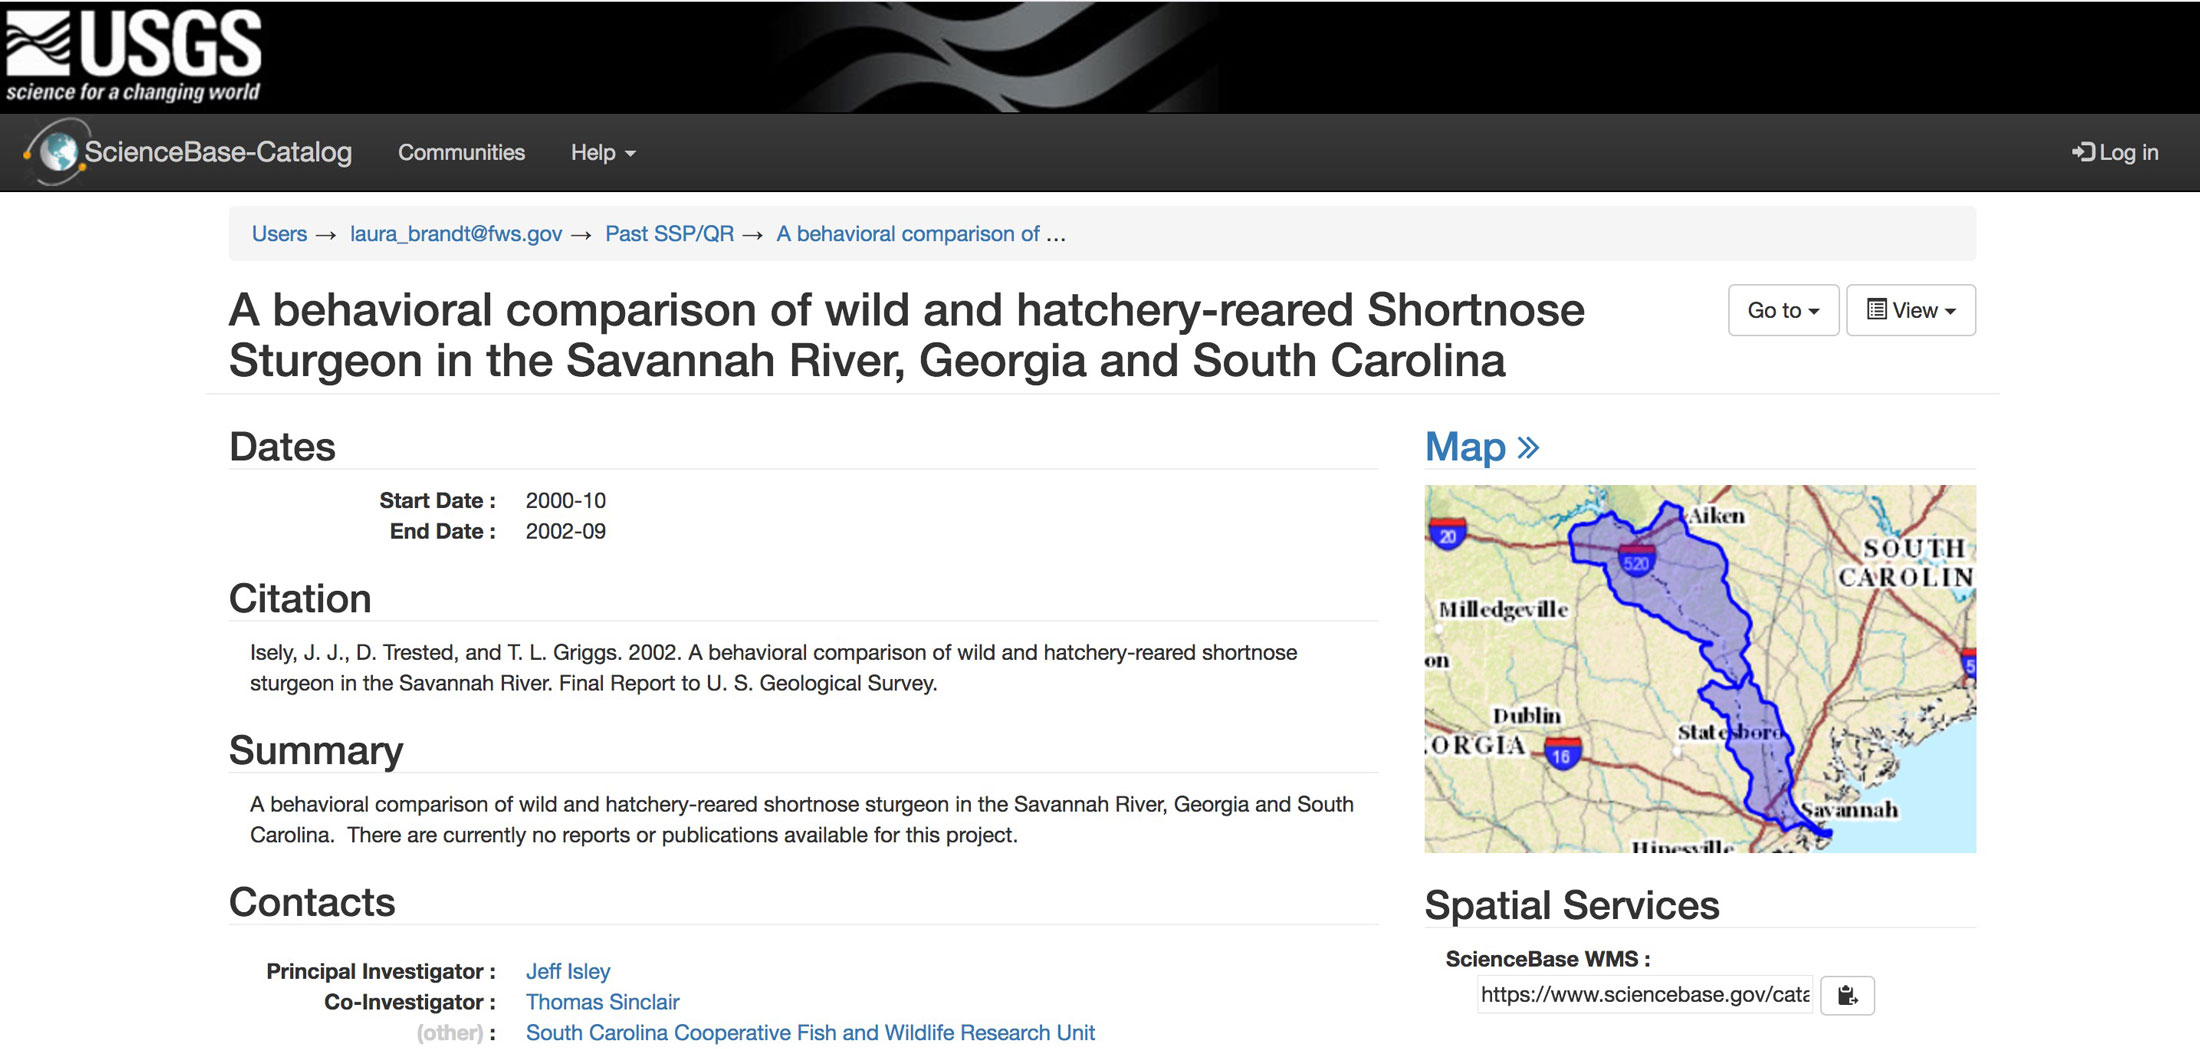 USGS
science for a changing world
ScienceBase-Catalog Communities Help Log in
Users → laura_brandt@fws.gov → Past SSP/QR → A behavioral comparison of ...
A behavioral comparison of wild and hatchery-reared Shortnose
Sturgeon in the Savannah River, Georgia and South Carolina
Go to View
Dates
Start Date : 2000-10
End Date : 2002-09
Citation
Isely, J. J., D. Trested, and T. L. Griggs. 2002. A behavioral comparison of wild and hatchery-reared shortnose
sturgeon in the Savannah River. Final Report to U. S. Geological Survey.
Summary
A behavioral comparison of wild and hatchery-reared shortnose sturgeon in the Savannah River, Georgia and South
Carolina. There are currently no reports or publications available for this project.
Contacts
Principal Investigator : Jeff Isley
Co-Investigator : Thomas Sinclair
(other) : South Carolina Cooperative Fish and Wildlife Research Unit
Map »
Aiken
20
520
SOUTH
CAROLIN
Milledgeville
on
5
Dublin
Statesboro
ORGIA
16
Savannah
Hinesville
Spatial Services
ScienceBase WMS :
https://www.sciencebase.gov/cata